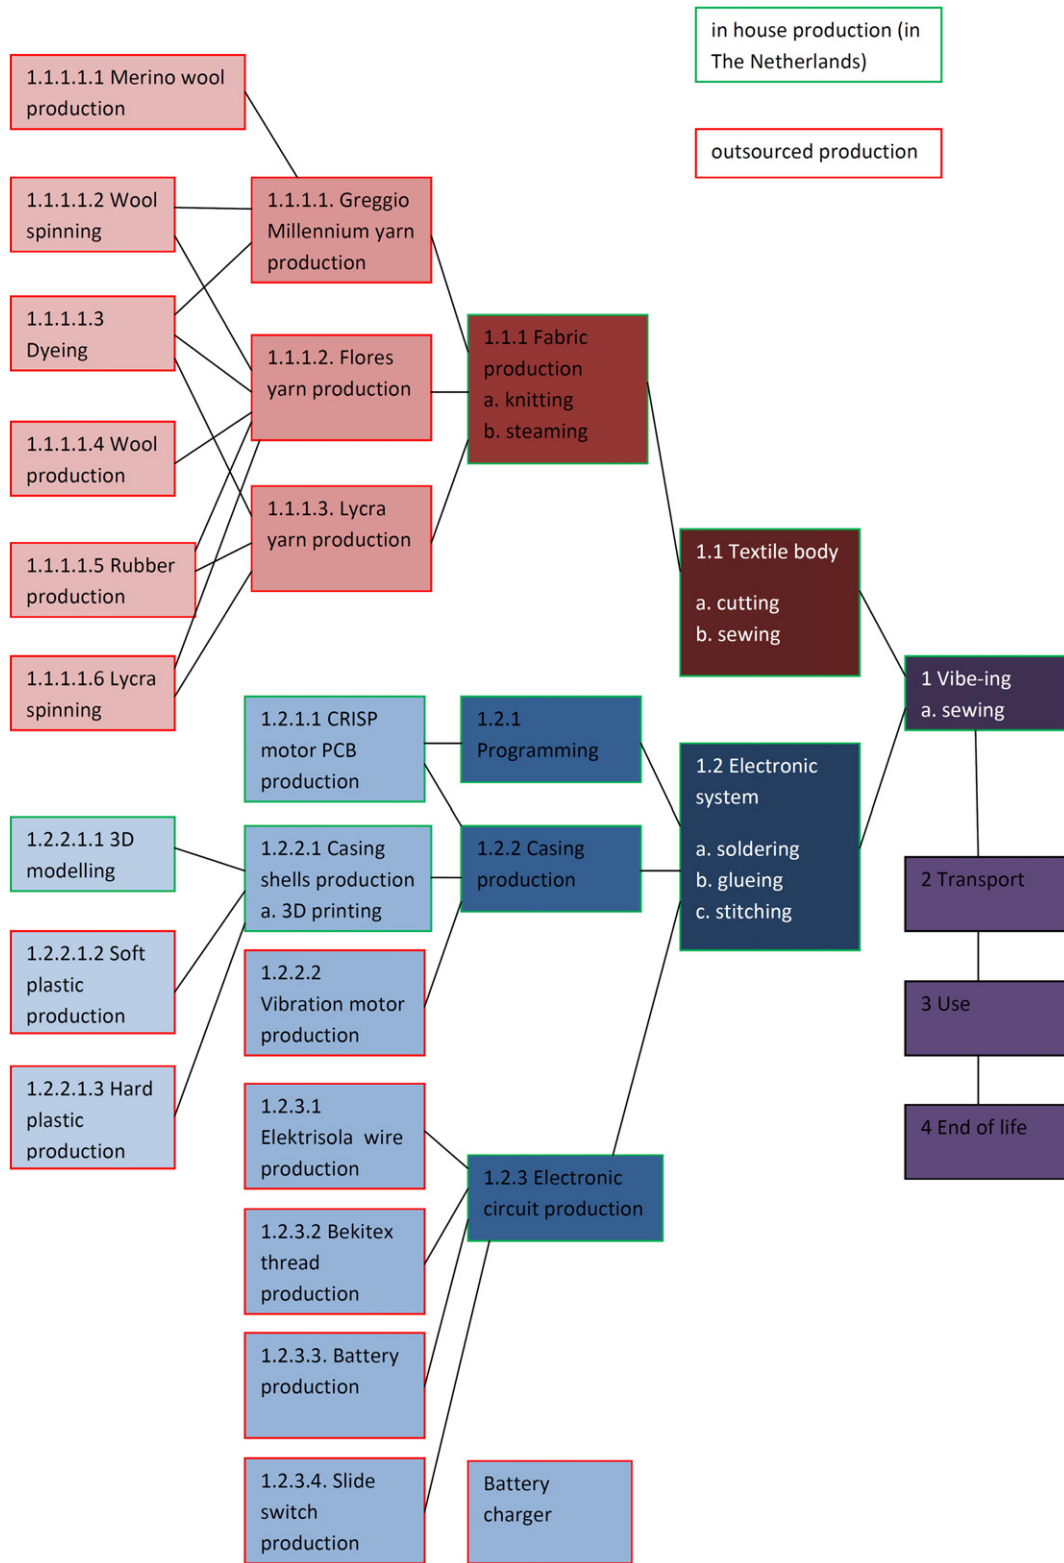 in house production (in
The Netherlands)
outsourced production
1.1.1.1.1 Merino wool
production
1.1.1.1.2 Wool
spinning
1.1.1.1.3
Dyeing
1.1.1.1.4 Wool
production
1.1.1.1.5 Rubber
production
1.1.1.1.6 Lycra
spinning
1.1.1.1. Greggio
Millennium yarn
production
1.1.1.2. Flores
yarn production
1.1.1.3. Lycra
yarn production
1.1.1 Fabric
production
a. knitting
b. steaming
1.1 Textile body
a. cutting
b. sewing
1 Vibe-ing
a. sewing
1.2.1.1 CRISP
motor PCB
production
1.2.1
Programming
1.2 Electronic
system
a. soldering
b. glueing
c. stitching
1.2.2.1.1 3D
modelling
1.2.2.1 Casing
shells production
a. 3D printing
1.2.2 Casing
production
2 Transport
1.2.2.1.2 Soft
plastic
production
1.2.2.2
Vibration motor
production
3 Use
1.2.2.1.3 Hard
plastic
production
1.2.3.1
Elektrisola  wire
production
4 End of life
1.2.3 Electronic
circuit production
1.2.3.2 Bekitex
thread
production
1.2.3.3. Battery
production
1.2.3.4. Slide
switch
production
Battery
charger